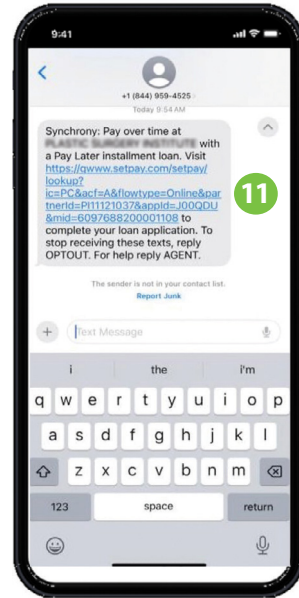 9:41
+1 (844) 959-4525
Today 9:54 AM
Synchrony: Pay over time at
with
a Pay Later installment loan. Visit
https://qwww.setpay.com/setpay/
lookup?
ic=PC&acf=A&flowtype=Online&par
tnerId=PI11121037&appId=J00QDU
&mid=6097688200001108 to
complete your loan application. To
stop receiving these texts, reply
OPTOUT. For help reply AGENT.
11
The sender is not in your contact list.
Report Junk
Text Message
i the i'm
q w e r t y u i o p
a s d f g h j k l
z x c v b n m
123 space return